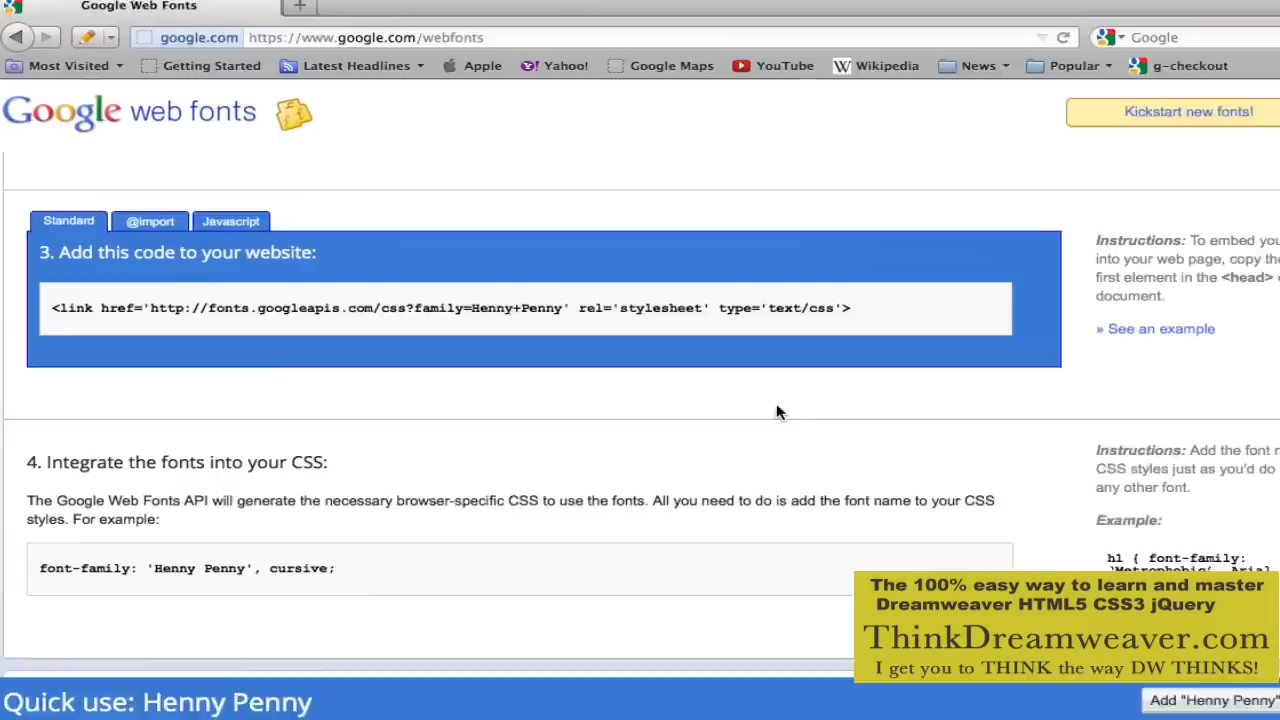 Google Web Fonts
google.com https://www.google.com/webfonts
Google
Most Visited Getting Started Latest Headlines Apple Yahoo! Google Maps YouTube Wikipedia News Popular g-checkout
Google web fonts
Kickstart new fonts!
Standard @import Javascript
3. Add this code to your website:
<link href='http://fonts.googleapis.com/css?family=Henny+Penny' rel='stylesheet' type='text/css'>
Instructions: To embed you
into your web page, copy the
first element in the <head>
document.
» See an example
4. Integrate the fonts into your CSS:
The Google Web Fonts API will generate the necessary browser-specific CSS to use the fonts. All you need to do is add the font name to your CSS
styles. For example:
font-family: 'Henny Penny', cursive;
Instructions: Add the font
CSS styles just as you'd do
any other font.
Example:
h1 { font-family:
The 100% easy way to learn and master
Dreamweaver HTML5 CSS3 jQuery
ThinkDreamweaver.com
I get you to THINK the way DW THINKS!
Quick use: Henny Penny
Add "Henny Penny"